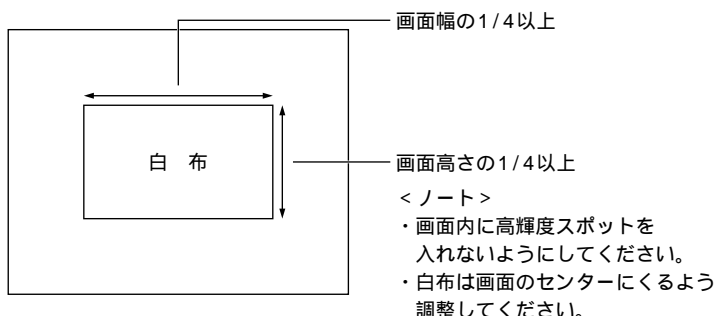 画面幅の1/4以上
白 布
画面高さの1/4以上
<ノート>
・画面内に高輝度スポットを
入れないようにしてください。
・白布は画面のセンターにくるよう
調整してください。